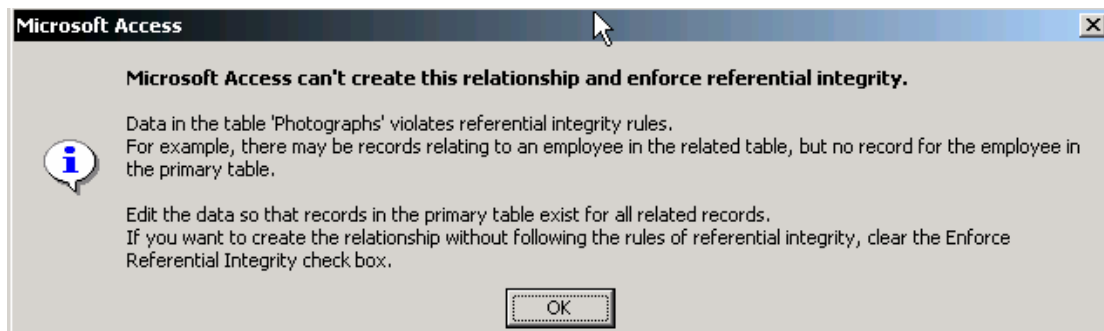 Microsoft Access
Microsoft Access can't create this relationship and enforce referential integrity.
Data in the table 'Photographs' violates referential integrity rules.
For example, there may be records relating to an employee in the related table, but no record for the employee in
the primary table.
Edit the data so that records in the primary table exist for all related records.
If you want to create the relationship without following the rules of referential integrity, clear the Enforce
Referential Integrity check box.
OK